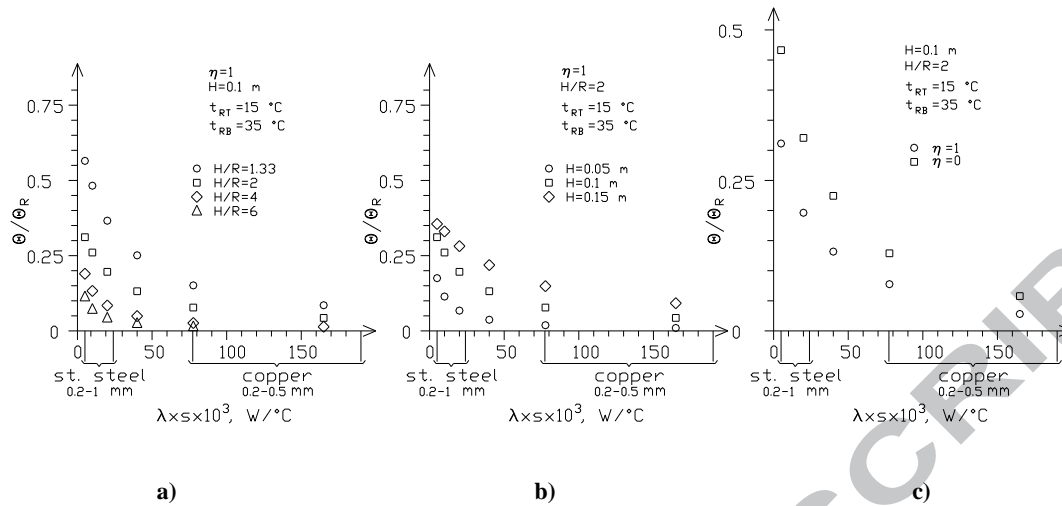 η=1
H=0.1 m
t_RT=15 °C
t_RB=35 °C
H/R=1.33
H/R=2
H/R=4
H/R=6
Θ/Θ_R
0.75
0.5
0.25
0
0 50 100 150
st. steel
0.2-1 mm
copper
0.2-0.5 mm
λ×s×10³, W/°C
a)
η=1
H/R=2
t_RT=15 °C
t_RB=35 °C
H=0.05 m
H=0.1 m
H=0.15 m
Θ/Θ_R
0.75
0.5
0.25
0
0 50 100 150
st. steel
0.2-1 mm
copper
0.2-0.5 mm
λ×s×10³, W/°C
b)
H=0.1 m
H/R=2
t_RT=15 °C
t_RB=35 °C
η=1
η=0
Θ/Θ_R
0.5
0.25
0
0 50 100 150
st. steel
0.2-1 mm
copper
0.2-0.5 mm
λ×s×10³, W/°C
c)
SCRIP